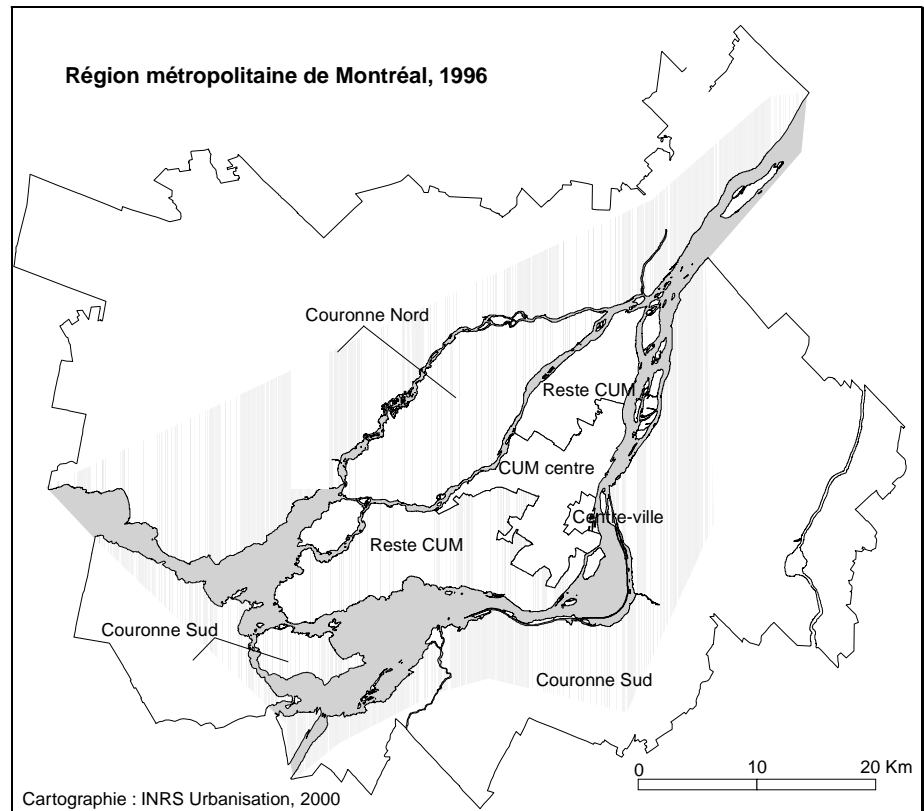 Région métropolitaine de Montréal, 1996
Couronne Nord
Reste CUM
CUM centre
Centre-ville
Reste CUM
Couronne Sud
Couronne Sud
0 10 20 Km
Cartographie : INRS Urbanisation, 2000